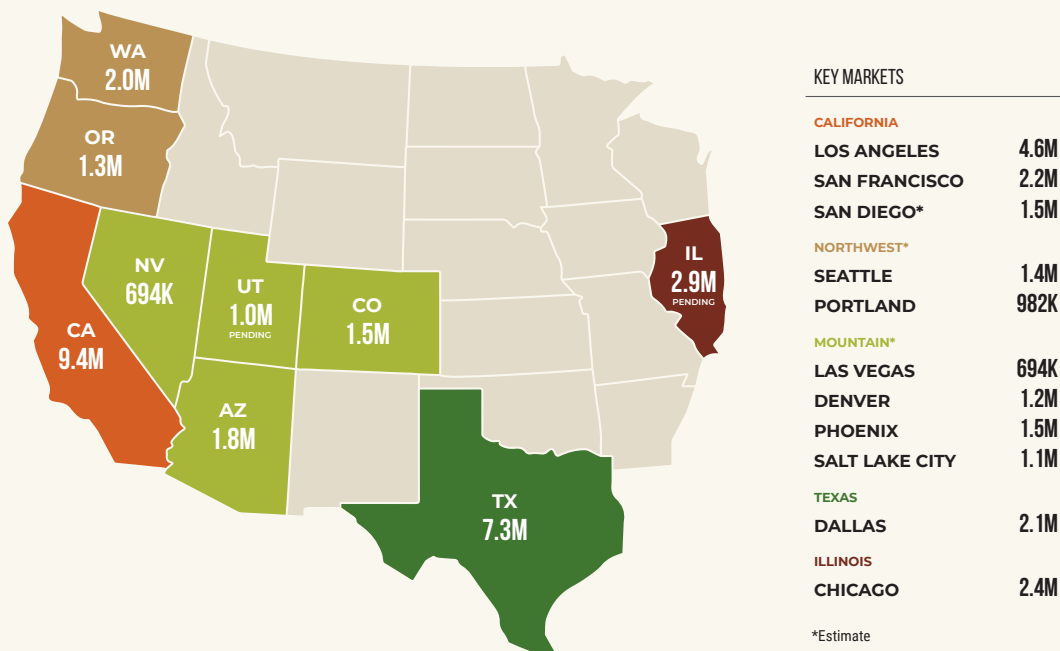 WA
2.0M
OR
1.3M
CA
9.4M
NV
694K
UT
1.0M
PENDING
CO
1.5M
AZ
1.8M
TX
7.3M
IL
2.9M
PENDING
KEY MARKETS
CALIFORNIA
LOS ANGELES 4.6M
SAN FRANCISCO 2.2M
SAN DIEGO* 1.5M
NORTHWEST*
SEATTLE 1.4M
PORTLAND 982K
MOUNTAIN*
LAS VEGAS 694K
DENVER 1.2M
PHOENIX 1.5M
SALT LAKE CITY 1.1M
TEXAS
DALLAS 2.1M
ILLINOIS
CHICAGO 2.4M
*Estimate